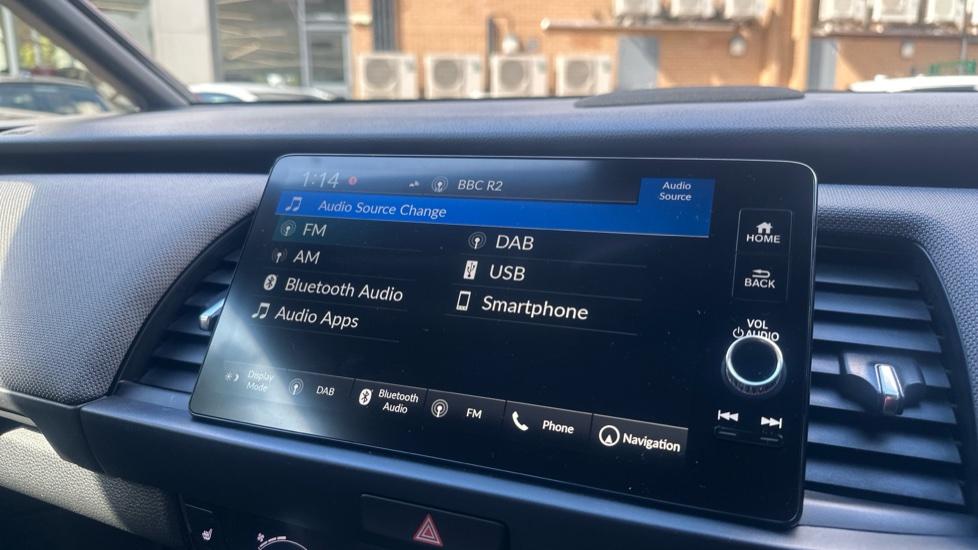 1:14 BBC R2 Audio Source
Audio Source Change
FM
DAB
AM
USB
Bluetooth Audio
Smartphone
Audio Apps
Display Mode
DAB
Bluetooth Audio
FM
Phone
Navigation
HOME
BACK
VOL
AUDIO